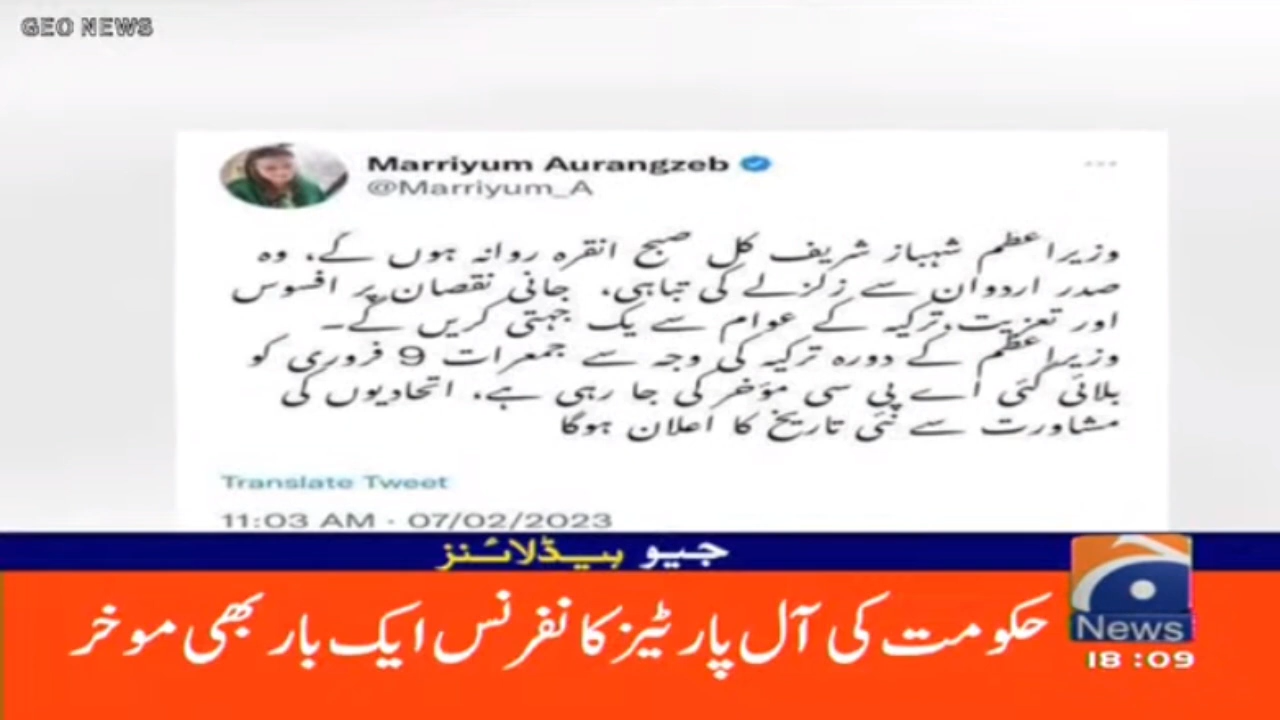 GEO NEWS
Marriyum Aurangzeb
@Marriyum_A
وزیراعظم شہباز شریف کل صبح انقرہ روانہ ہوں گے، وہ
صدر اردوان سے زلزلے کی تباہی، جانی نقصان پر افسوس
اور تعزیت، ترکیہ کے عوام سے یک جہتی کریں گے۔
وزیراعظم کے دورہ ترکیہ کی وجہ سے جمعرات 9 فروری کو
بلائی گئی اے پی سی مؤخر کی جا رہی ہے، اتحادیوں کی
مشاورت سے نئی تاریخ کا اعلان ہوگا
Translate Tweet
11:03 AM · 07/02/2023
جیو ہیڈلائنز
حکومت کی آل پارٹیز کانفرنس ایک بار بھی موخر
News
18:09